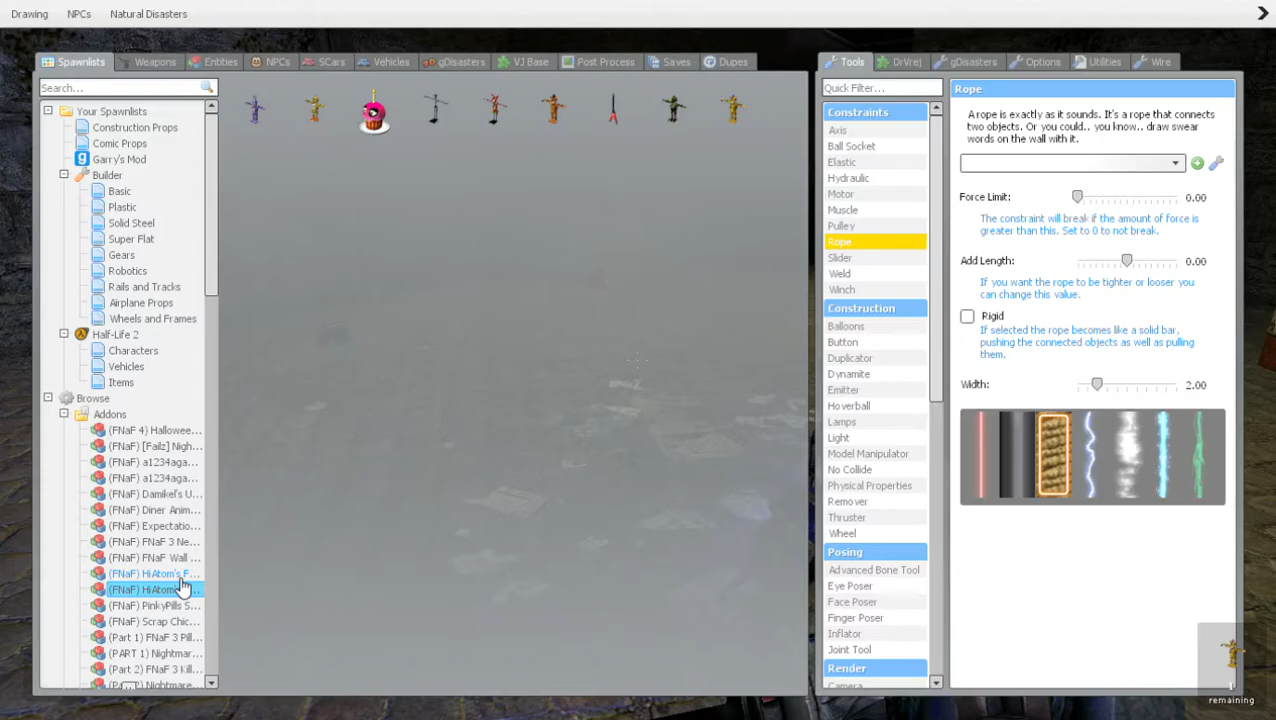 Drawing NPCs Natural Disasters
Spawnlists Weapons Entities NPCs SCars Vehicles gDisasters VJ Base Post Process Saves Dupes
Search...
Your Spawnlists
Construction Props
Comic Props
Garry's Mod
Builder
Basic
Plastic
Solid Steel
Super Flat
Gears
Robotics
Rails and Tracks
Airplane Props
Wheels and Frames
Half-Life 2
Characters
Vehicles
Items
Browse
Addons
(FNaF 4) Hallowee...
(FNaF) [Failz] Nigh...
(FNaF) a1234aga...
(FNaF) a1234aga...
(FNaF) Damikel's U...
(FNaF) Diner Anim...
(FNaF) Expectatio...
(FNaF) FNaF 3 Ne...
(FNaF) FNaF Wall ...
(FNaF) HiAtom's F...
(FNaF) HiAtom
(FNaF) PinkyPills S...
(FNaF) Scrap Chic...
(Part 1) FNaF 3 Pill...
(PART 1) Nightmar...
(Part 2) FNaF 3 Kill...
Nightmare...
Tools DrVrej gDisasters Options Utilities Wire
Quick Filter...
Constraints
Axis
Ball Socket
Elastic
Hydraulic
Motor
Muscle
Pulley
Rope
Slider
Weld
Winch
Construction
Balloons
Button
Duplicator
Dynamite
Emitter
Hoverball
Lamps
Light
Model Manipulator
No Collide
Physical Properties
Remover
Thruster
Wheel
Posing
Advanced Bone Tool
Eye Poser
Face Poser
Finger Poser
Inflator
Joint Tool
Render
Camera
Rope
A rope is exactly as it sounds. It's a rope that connects
two objects. Or you could.. you know.. draw swear
words on the wall with it.
Force Limit: 0.00
The constraint will break if the amount of force is
greater than this. Set to 0 to not break.
Add Length: 0.00
If you want the rope to be tighter or looser you
can change this value.
Rigid
If selected the rope becomes like a solid bar,
pushing the connected objects as well as pulling
them.
Width: 2.00
1
remaining